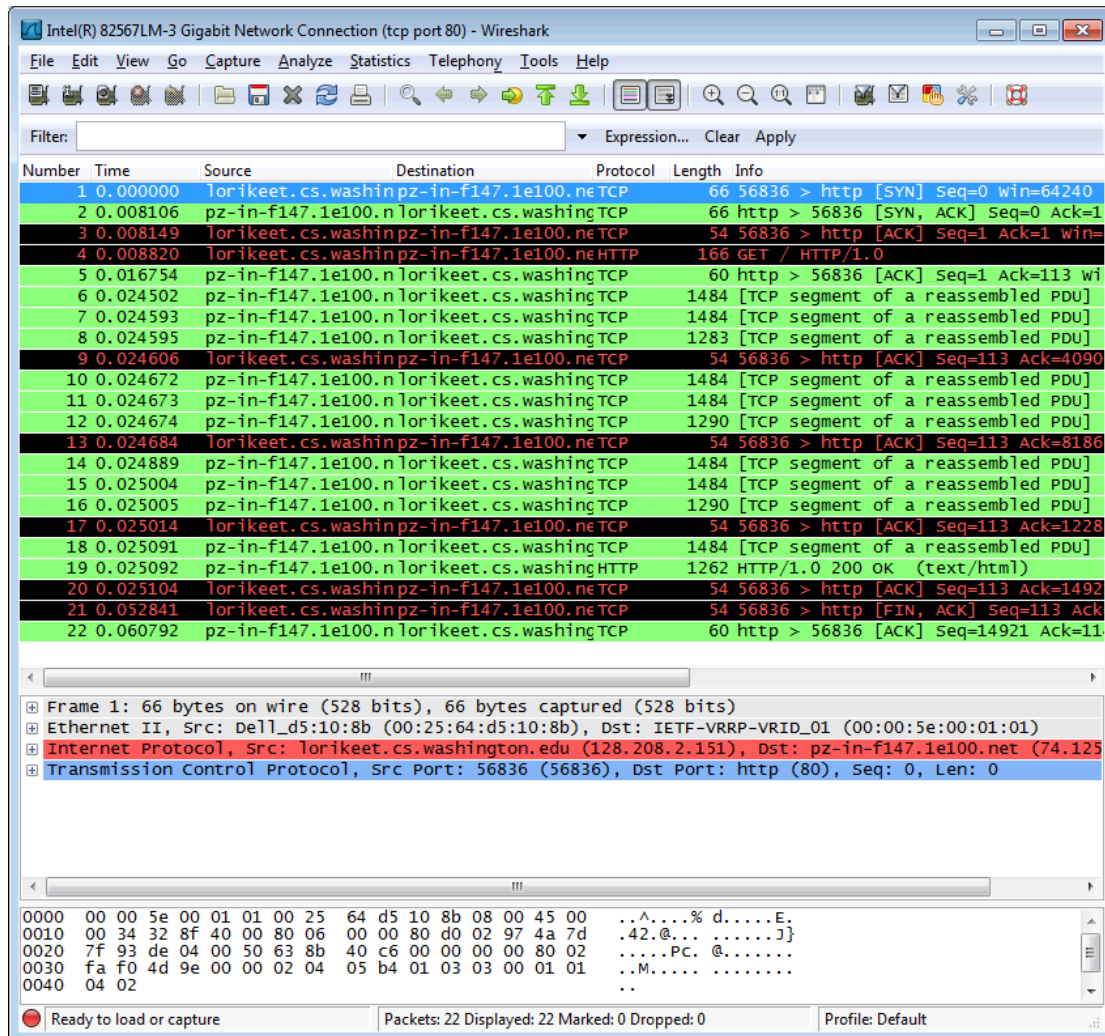 Intel(R) 82567LM-3 Gigabit Network Connection (tcp port 80) - Wireshark
File Edit View Go Capture Analyze Statistics Telephony Tools Help
Filter: Expression... Clear Apply
Number Time Source Destination Protocol Length Info
1 0.000000 lorikeet.cs.washin pz-in-f147.1e100.ne TCP 66 56836 > http [SYN] Seq=0 Win=64240
2 0.008106 pz-in-f147.1e100.n lorikeet.cs.washing TCP 66 http > 56836 [SYN, ACK] Seq=0 Ack=1
3 0.008149 lorikeet.cs.washin pz-in-f147.1e100.ne TCP 54 56836 > http [ACK] Seq=1 Ack=1 Win=
4 0.008820 lorikeet.cs.washin pz-in-f147.1e100.ne HTTP 166 GET / HTTP/1.0
5 0.016754 pz-in-f147.1e100.n lorikeet.cs.washing TCP 60 http > 56836 [ACK] Seq=1 Ack=113 Wi
6 0.024502 pz-in-f147.1e100.n lorikeet.cs.washing TCP 1484 [TCP segment of a reassembled PDU]
7 0.024593 pz-in-f147.1e100.n lorikeet.cs.washing TCP 1484 [TCP segment of a reassembled PDU]
8 0.024595 pz-in-f147.1e100.n lorikeet.cs.washing TCP 1283 [TCP segment of a reassembled PDU]
9 0.024606 lorikeet.cs.washin pz-in-f147.1e100.ne TCP 54 56836 > http [ACK] Seq=113 Ack=4090
10 0.024672 pz-in-f147.1e100.n lorikeet.cs.washing TCP 1484 [TCP segment of a reassembled PDU]
11 0.024673 pz-in-f147.1e100.n lorikeet.cs.washing TCP 1484 [TCP segment of a reassembled PDU]
12 0.024674 pz-in-f147.1e100.n lorikeet.cs.washing TCP 1290 [TCP segment of a reassembled PDU]
13 0.024684 lorikeet.cs.washin pz-in-f147.1e100.ne TCP 54 56836 > http [ACK] Seq=113 Ack=8186
14 0.024889 pz-in-f147.1e100.n lorikeet.cs.washing TCP 1484 [TCP segment of a reassembled PDU]
15 0.025004 pz-in-f147.1e100.n lorikeet.cs.washing TCP 1484 [TCP segment of a reassembled PDU]
16 0.025005 pz-in-f147.1e100.n lorikeet.cs.washing TCP 1290 [TCP segment of a reassembled PDU]
17 0.025014 lorikeet.cs.washin pz-in-f147.1e100.ne TCP 54 56836 > http [ACK] Seq=113 Ack=1228
18 0.025091 pz-in-f147.1e100.n lorikeet.cs.washing TCP 1484 [TCP segment of a reassembled PDU]
19 0.025092 pz-in-f147.1e100.n lorikeet.cs.washing HTTP 1262 HTTP/1.0 200 OK (text/html)
20 0.025104 lorikeet.cs.washin pz-in-f147.1e100.ne TCP 54 56836 > http [ACK] Seq=113 Ack=1492
21 0.052841 lorikeet.cs.washin pz-in-f147.1e100.ne TCP 54 56836 > http [FIN, ACK] Seq=113 Ack
22 0.060792 pz-in-f147.1e100.n lorikeet.cs.washing TCP 60 http > 56836 [ACK] Seq=14921 Ack=11
Frame 1: 66 bytes on wire (528 bits), 66 bytes captured (528 bits)
Ethernet II, Src: Dell_d5:10:8b (00:25:64:d5:10:8b), Dst: IETF-VRRP-VRID_01 (00:00:5e:00:01:01)
Internet Protocol, Src: lorikeet.cs.washington.edu (128.208.2.151), Dst: pz-in-f147.1e100.net (74.125
Transmission Control Protocol, Src Port: 56836 (56836), Dst Port: http (80), Seq: 0, Len: 0
0000 00 00 5e 00 01 01 00 25 64 d5 10 8b 08 00 45 00 ..^....% d.....E.
0010 00 34 32 8f 40 00 80 06 00 00 80 d0 02 97 4a 7d .42.@... ......J}
0020 7f 93 de 04 00 50 63 8b 40 c6 00 00 00 00 80 02 .....Pc. @.......
0030 fa f0 4d 9e 00 00 02 04 05 b4 01 03 03 00 01 01 ..M..... ........
0040 04 02 ..
Ready to load or capture Packets: 22 Displayed: 22 Marked: 0 Dropped: 0 Profile: Default